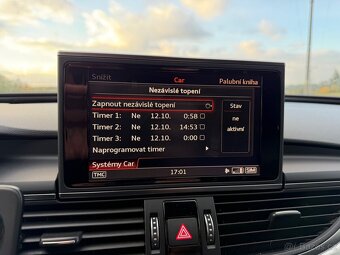 Snížit Car Palubní kniha
Nezávislé topení
Zapnout nezávislé topení
Timer 1: Ne 12.10. 0:58
Timer 2: Ne 12.10. 14:53
Timer 3: Ne 12.10. 0:00
Naprogramovat timer
Stav
ne
aktivní
Systémy Car
TMC 17:01 SIM